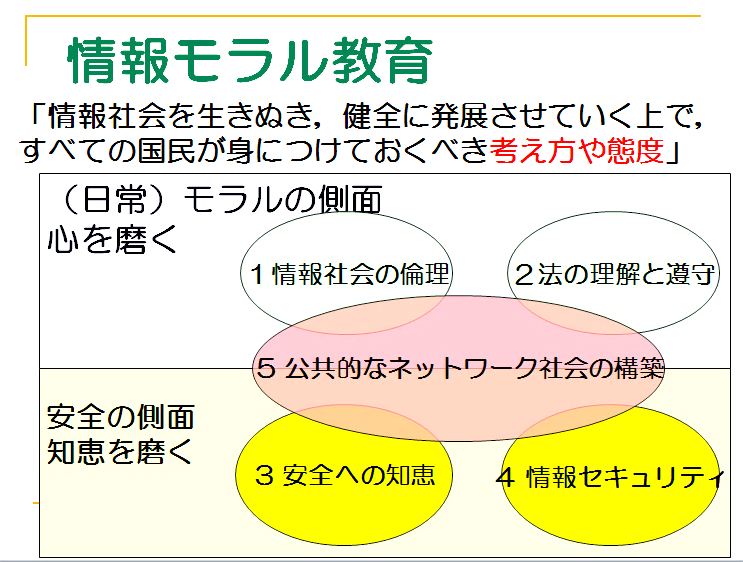 情報モラル教育
「情報社会を生きぬき，健全に発展させていく上で，
すべての国民が身につけておくべき考え方や態度」
（日常）モラルの側面
心を磨く
1 情報社会の倫理
2 法の理解と遵守
5 公共的なネットワーク社会の構築
安全の側面
知恵を磨く
3 安全への知恵
4 情報セキュリティ